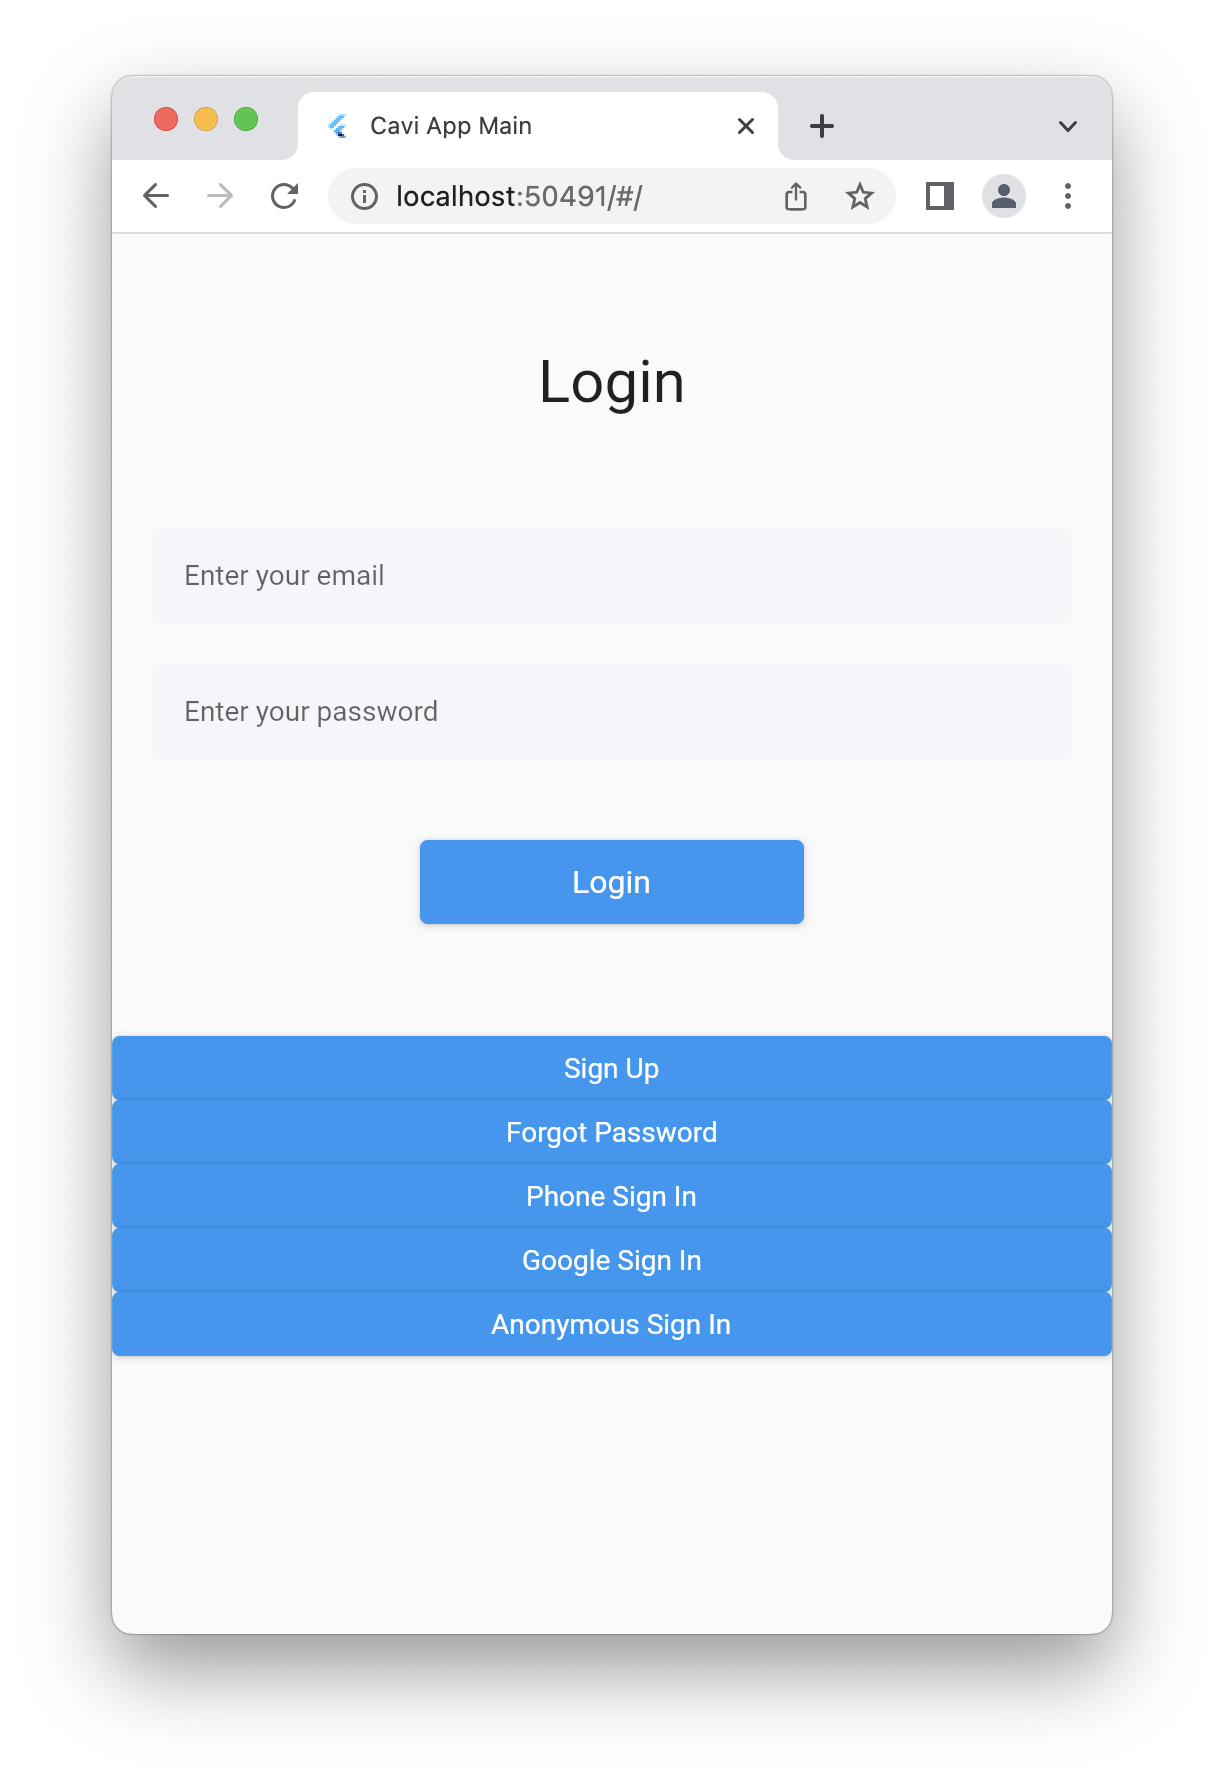 Cavi App Main
localhost:50491/#/
Login
Enter your email
Enter your password
Login
Sign Up
Forgot Password
Phone Sign In
Google Sign In
Anonymous Sign In